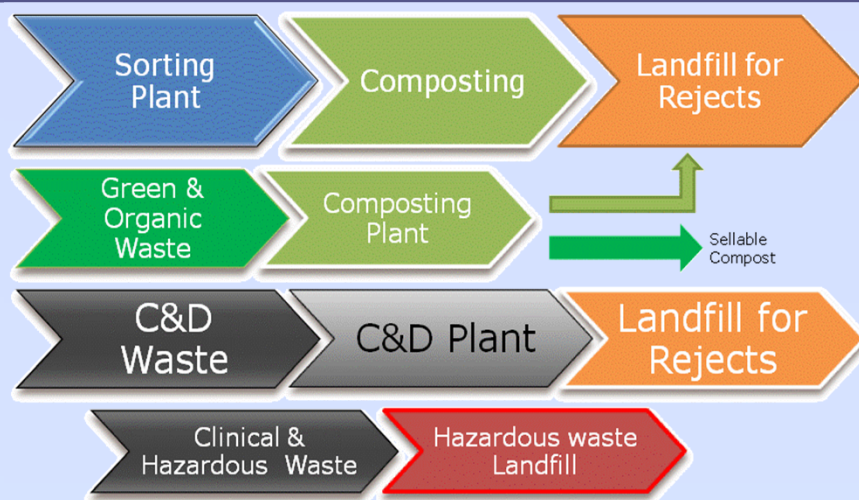 Sorting
Plant
Composting
Landfill for
Rejects
Green &
Organic
Waste
Composting
Plant
Sellable
Compost
C&D
Waste
C&D Plant
Landfill for
Rejects
Clinical &
Hazardous Waste
Hazardous waste
Landfill